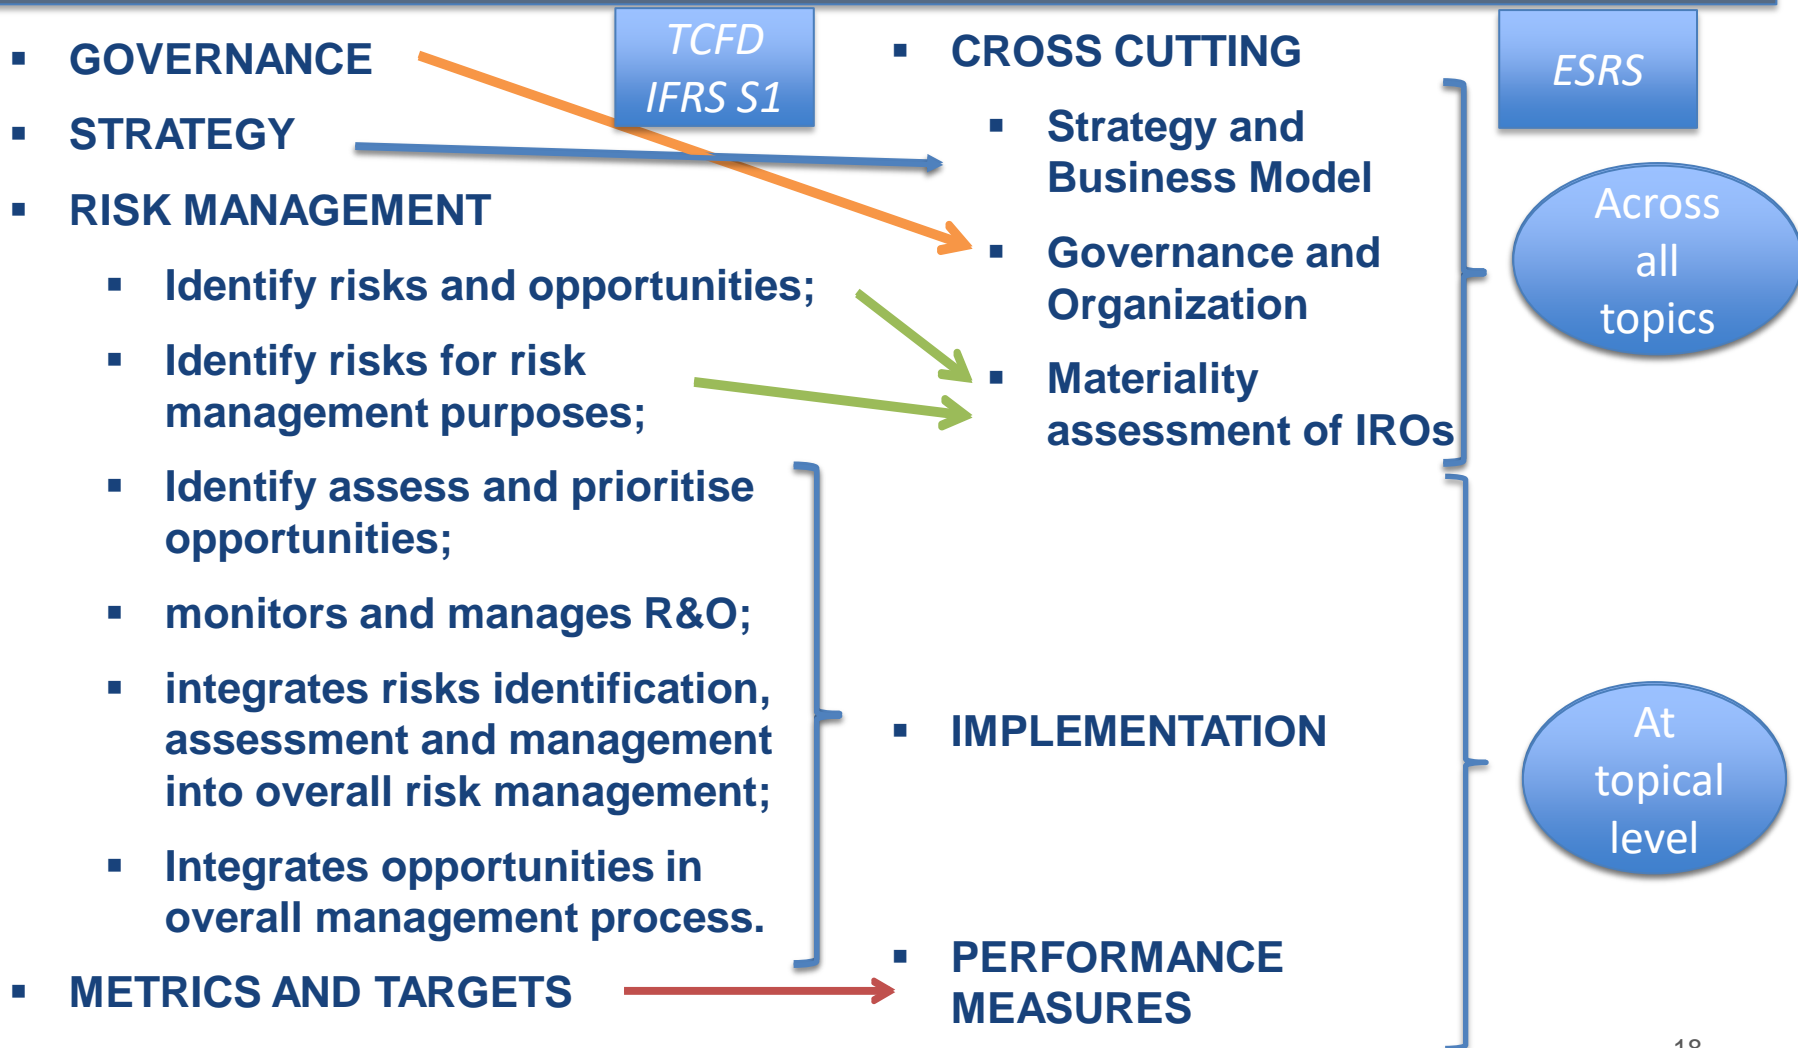 GOVERNANCE
STRATEGY
RISK MANAGEMENT
Identify risks and opportunities;
Identify risks for risk
management purposes;
Identify assess and prioritise
opportunities;
monitors and manages R&O;
integrates risks identification,
assessment and management
into overall risk management;
Integrates opportunities in
overall management process.
METRICS AND TARGETS
TCFD
IFRS S1
CROSS CUTTING
Strategy and
Business Model
Governance and
Organization
Materiality
assessment of IROs
IMPLEMENTATION
PERFORMANCE
MEASURES
ESRS
Across
all
topics
At
topical
level
18